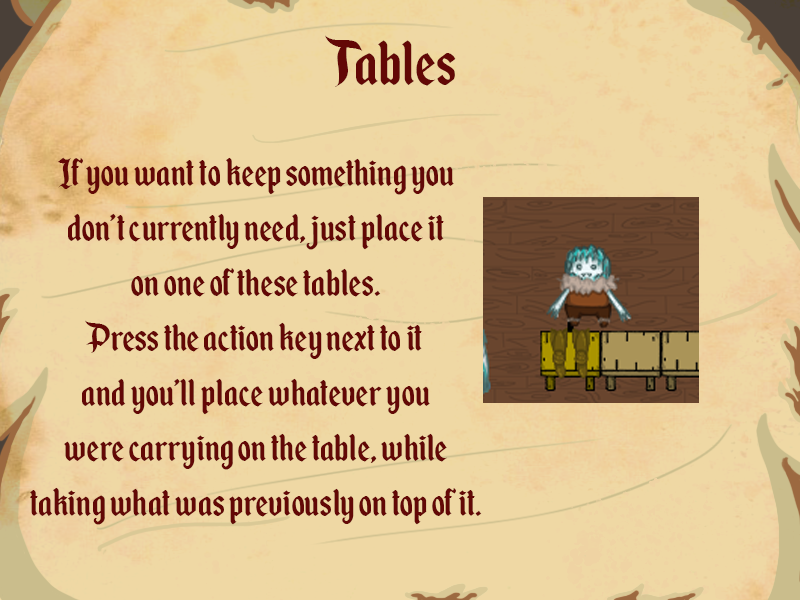 Tables
If you want to keep something you
don't currently need, just place it
on one of these tables.
Press the action key next to it
and you'll place whatever you
were carrying on the table, while
taking what was previously on top of it.